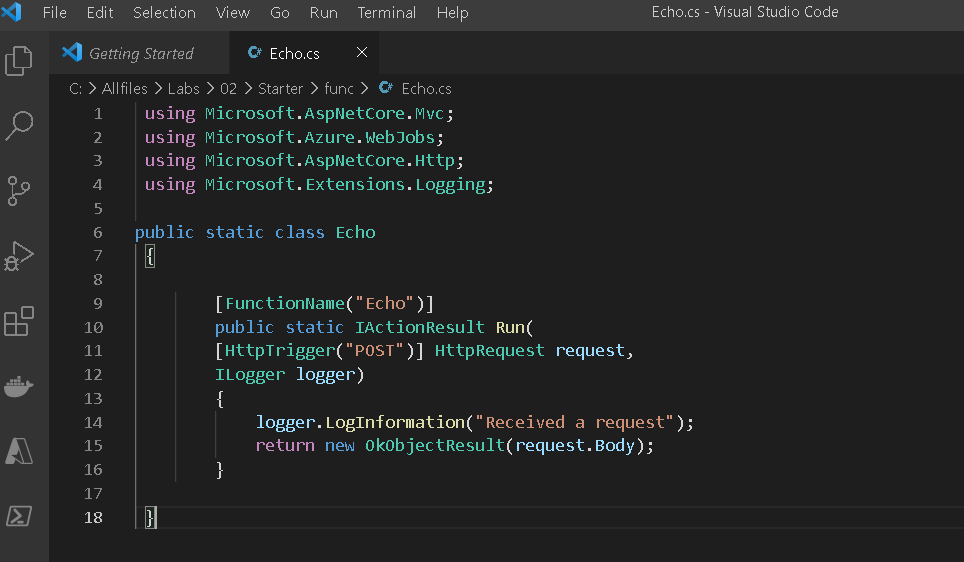 File Edit Selection View Go Run Terminal Help Echo.cs - Visual Studio Code
Getting Started C# Echo.cs
C: > Allfiles > Labs > 02 > Starter > func > C# Echo.cs
1 using Microsoft.AspNetCore.Mvc;
2 using Microsoft.Azure.WebJobs;
3 using Microsoft.AspNetCore.Http;
4 using Microsoft.Extensions.Logging;
5
6 public static class Echo
7 {
8
9 [FunctionName("Echo")]
10 public static IActionResult Run(
11 [HttpTrigger("POST")] HttpRequest request,
12 ILogger logger)
13 {
14 logger.LogInformation("Received a request");
15 return new OkObjectResult(request.Body);
16 }
17
18 }